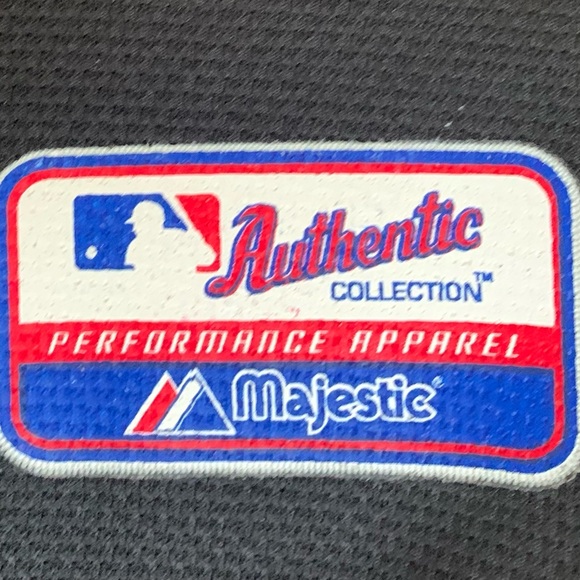 Authentic
COLLECTION™
PERFORMANCE APPAREL
Majestic®